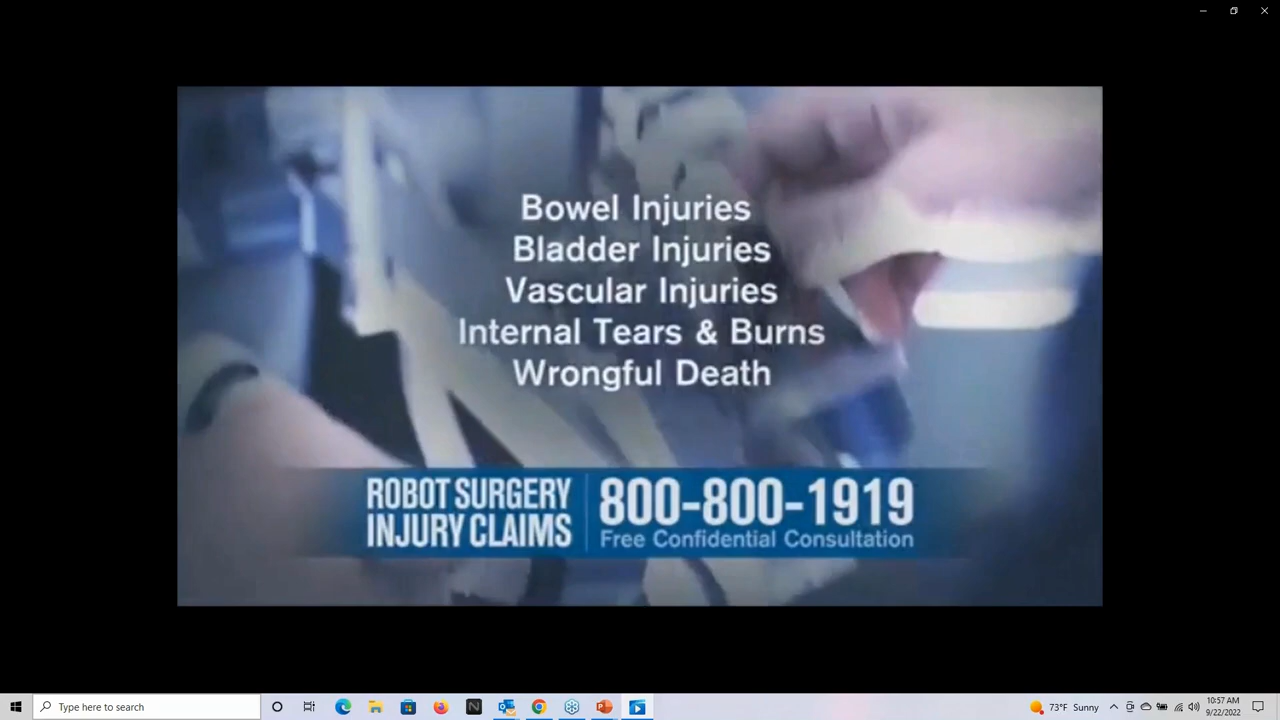 Bowel Injuries
Bladder Injuries
Vascular Injuries
Internal Tears & Burns
Wrongful Death
ROBOT SURGERY
INJURY CLAIMS
800-800-1919
Free Confidential Consultation
Type here to search
N
73°F Sunny
10:57 AM
9/22/2022